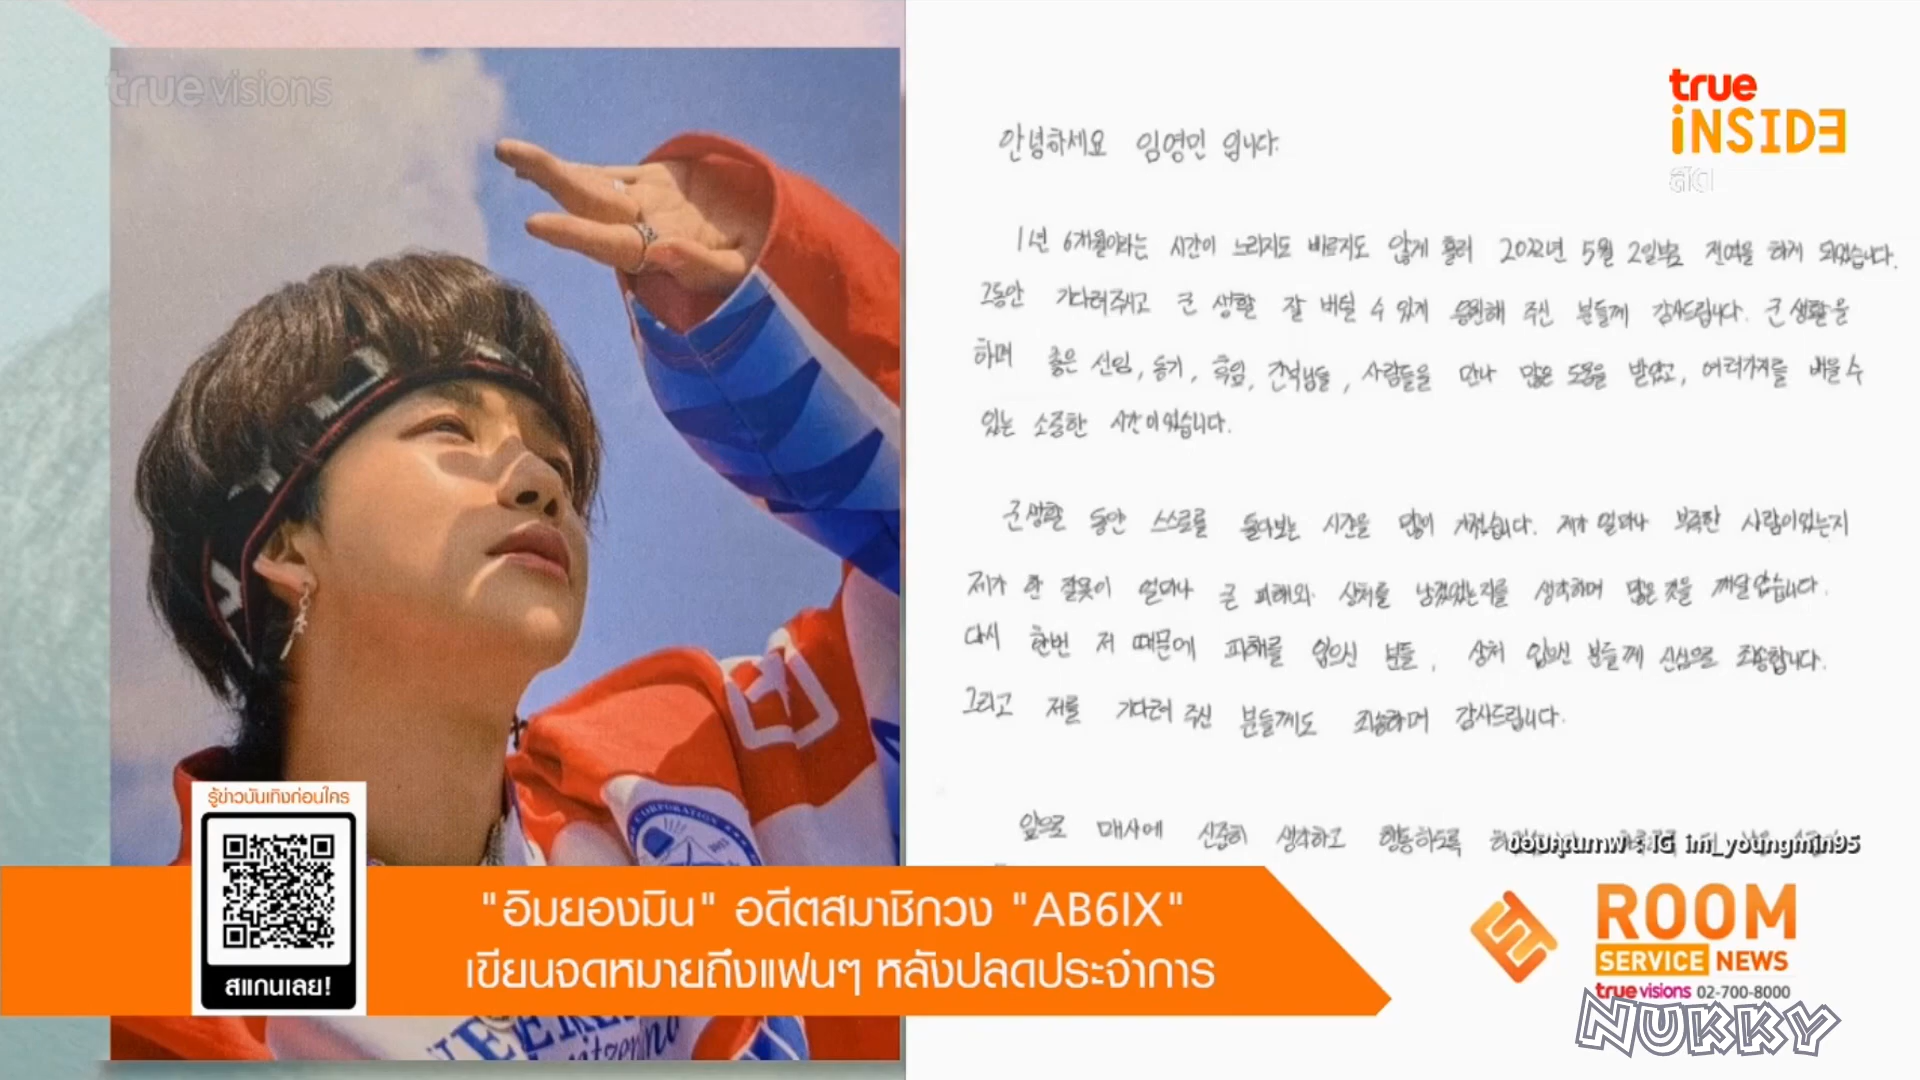 true visions
true
iNSIDE
สด
안녕하세요 임영민 입니다.
1년 6개월이라는 시간이 느리지도 빠르지도 않게 흘러 2022년 5월 2일부로 전역을 하게 되었습니다.
그동안 기다려주시고 군 생활 잘 버틸 수 있게 응원해 주신 분들께 감사드립니다. 군 생활을
하며 좋은 선임, 동기, 후임, 간부님들, 사람들을 만나 많은 도움을 받았고, 여러가지를 배울 수
있는 소중한 시간이었습니다.
군 생활 동안 스스로를 돌아보는 시간을 많이 가졌습니다. 제가 얼마나 부족한 사람이었는지
제가 한 잘못이 얼마나 큰 피해와 상처를 남겼었는지를 생각하며 많은 것을 깨달았습니다.
다시 한번 저 때문에 피해를 입으신 분들, 상처 입으신 분들께 진심으로 죄송합니다.
그리고 저를 기다려 주신 분들께도 죄송하며 감사드립니다.
앞으로 매사에 신중히 생각하고 행동하도록
ขอบคุณภาพ : IG im_youngmin95
CORPORATION
รู้ข่าวบันเทิงก่อนใคร
สแกนเลย!
"อิมยองมิน" อดีตสมาชิกวง "AB6IX"
เขียนจดหมายถึงแฟนๆ หลังปลดประจำการ
ROOM
SERVICE NEWS
true visions 02-700-8000
NUKKY